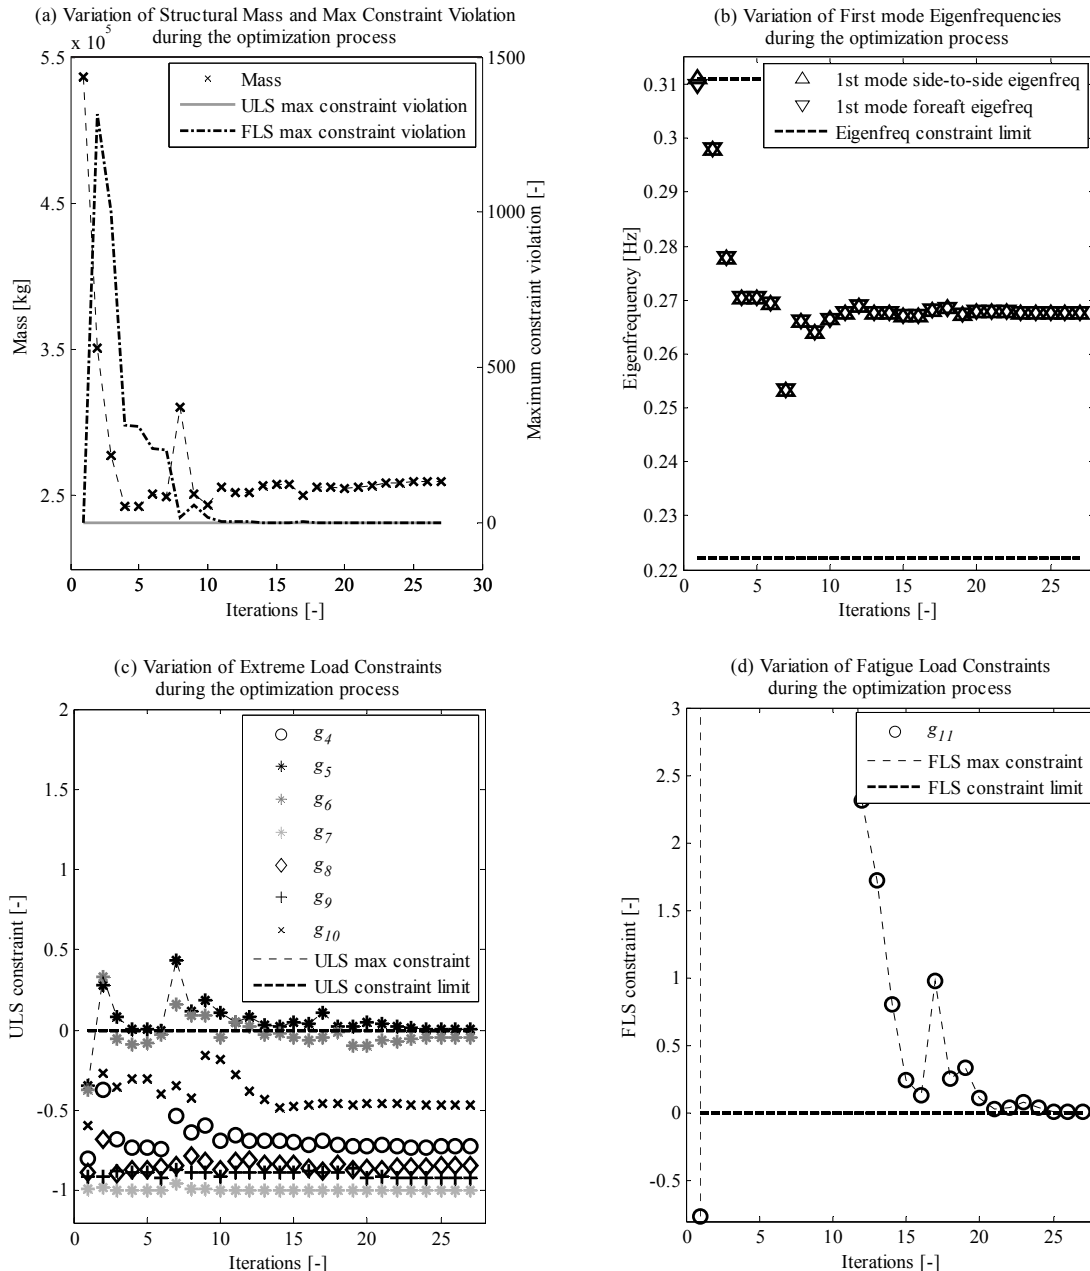 (a) Variation of Structural Mass and Max Constraint Violation
during the optimization process
x 10^5
5.5
4.5
3.5
2.5
Mass [kg]
1500
1000
500
0
Maximum constraint violation [-]
Mass
ULS max constraint violation
FLS max constraint violation
0 5 10 15 20 25 30
Iterations [-]
(b) Variation of First mode Eigenfrequencies
during the optimization process
0.31
0.3
0.29
0.28
0.27
0.26
0.25
0.24
0.23
0.22
Eigenfrequency [Hz]
1st mode side-to-side eigenfreq
1st mode foreaft eigefreq
Eigenfreq constraint limit
0 5 10 15 20 25
Iterations [-]
(c) Variation of Extreme Load Constraints
during the optimization process
2
1.5
1
0.5
0
-0.5
-1
ULS constraint [-]
g4
g5
g6
g7
g8
g9
g10
ULS max constraint
ULS constraint limit
0 5 10 15 20 25
Iterations [-]
(d) Variation of Fatigue Load Constraints
during the optimization process
3
2.5
2
1.5
1
0.5
0
-0.5
FLS constraint [-]
g11
FLS max constraint
FLS constraint limit
0 5 10 15 20 25
Iterations [-]